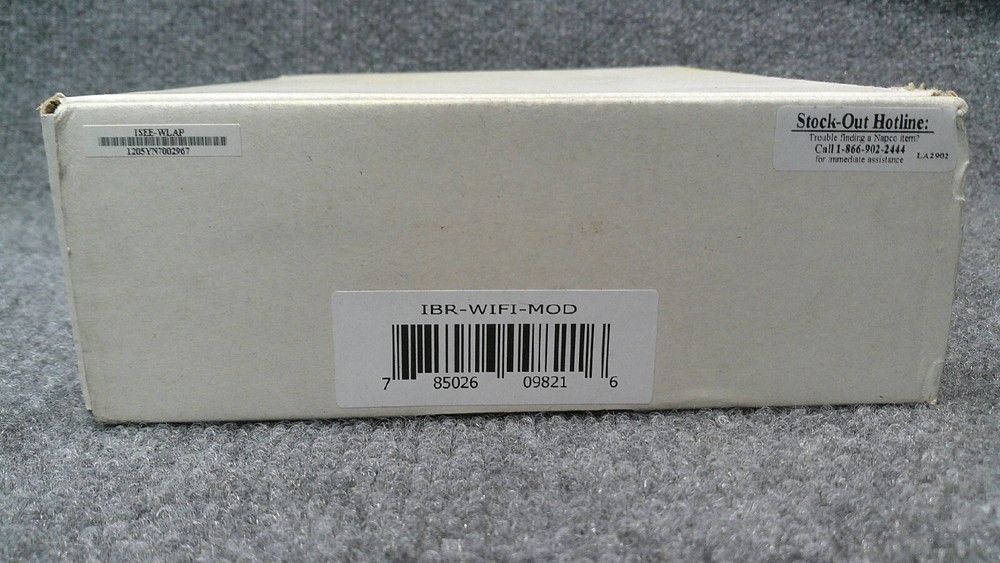 ISEE-WLAP
1205YN7002967
Stock-Out Hotline:
Trouble finding a Napco item?
Call 1-866-902-2444
for immediate assistance
LA2902
IBR-WIFI-MOD
7 85026 09821 6